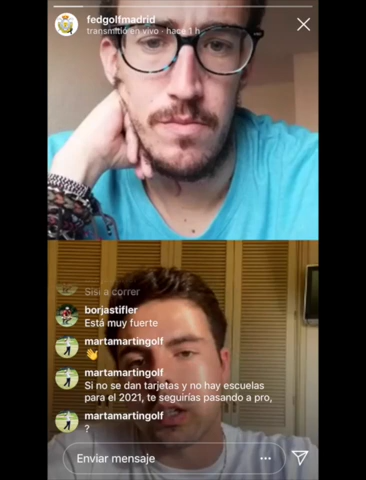 fedgolfmadrid
transmitió en vivo · hace 1 h
Sisi a correr
borjastifler
Está muy fuerte
martamartingolf
👋
martamartingolf
Si no se dan tarjetas y no hay escuelas
para el 2021, te seguirías pasando a pro,
martamartingolf
?
Enviar mensaje